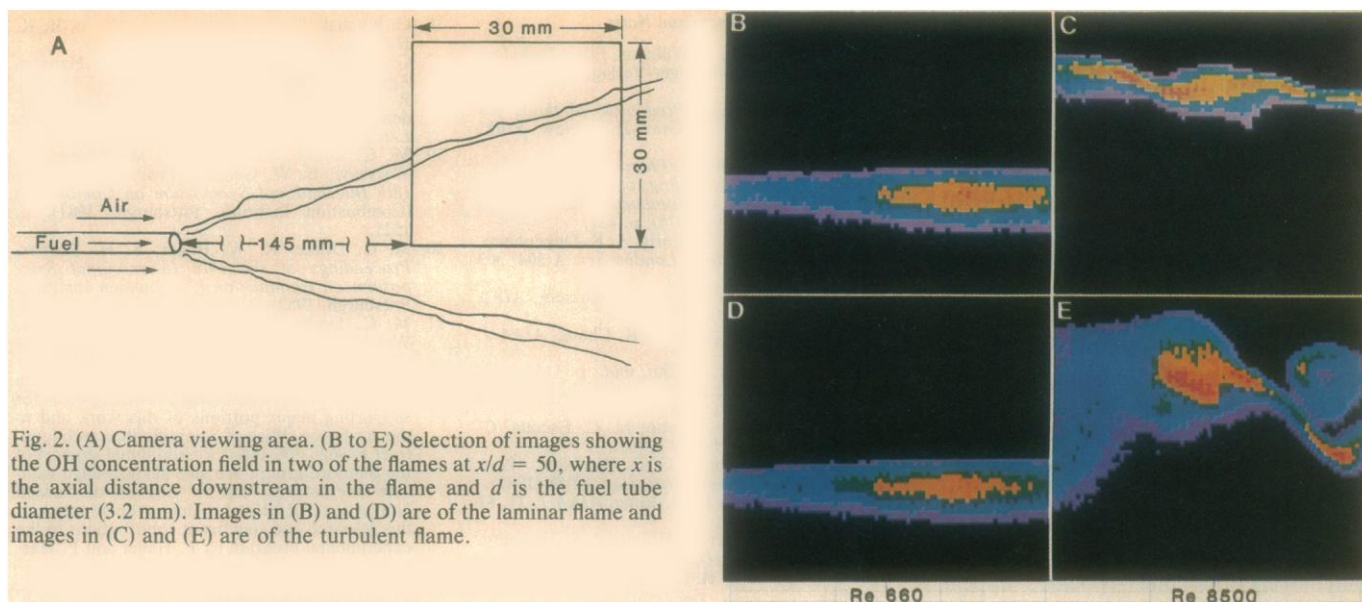 A
30 mm
30 mm
Air
Fuel
145 mm
Fig. 2. (A) Camera viewing area. (B to E) Selection of images showing
the OH concentration field in two of the flames at x/d = 50, where x is
the axial distance downstream in the flame and d is the fuel tube
diameter (3.2 mm). Images in (B) and (D) are of the laminar flame and
images in (C) and (E) are of the turbulent flame.
B
C
D
E
Re 660
Re 8500